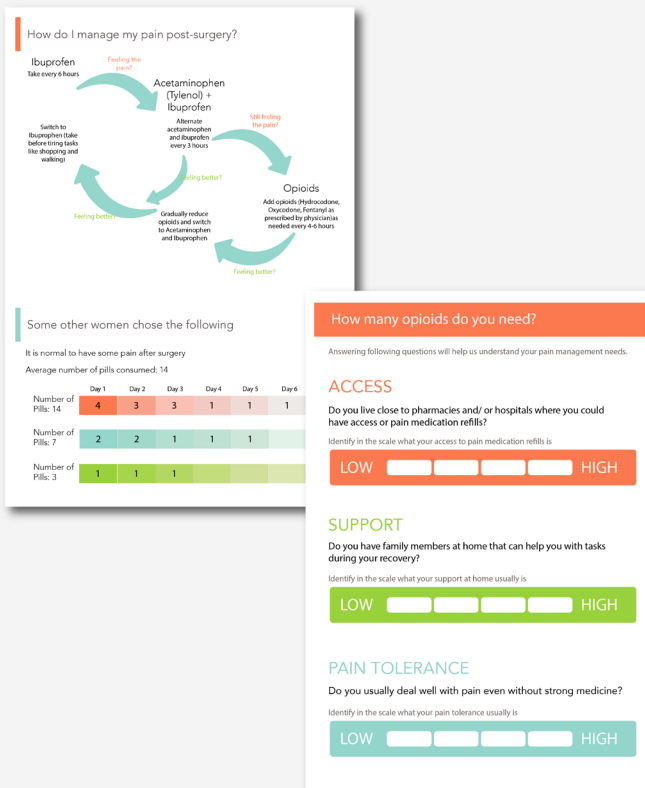 How do I manage my pain post-surgery?
Ibuprofen
Take every 6 hours
Feeling the
pain?
Acetaminophen
(Tylenol) +
Ibuprofen
Alternate
acetaminophen
and ibuprofen
every 3 hours
Still feeling
the pain?
Opioids
Add opioids (Hydrocodone,
Oxycodone, Fentanyl as
prescribed by physician)as
needed every 4-6 hours
Feeling better?
Feeling better?
Gradually reduce
opioids and switch
to Acetaminophen
and Ibuprophen
Feeling better?
Switch to
Ibuprophen (take
before tiring tasks
like shopping and
walking)
Some other women chose the following
It is normal to have some pain after surgery
Average number of pills consumed: 14
Day 1 Day 2 Day 3 Day 4 Day 5 Day 6
Number of
Pills: 14
4 3 3 1 1 1
Number of
Pills: 7
2 2 1 1 1
Number of
Pills: 3
1 1 1
How many opioids do you need?
Answering following questions will help us understand your pain management needs.
ACCESS
Do you live close to pharmacies and/ or hospitals where you could
have access or pain medication refills?
Identify in the scale what your access to pain medication refills is
LOW HIGH
SUPPORT
Do you have family members at home that can help you with tasks
during your recovery?
Identify in the scale what your support at home usually is
LOW HIGH
PAIN TOLERANCE
Do you usually deal well with pain even without strong medicine?
Identify in the scale what your pain tolerance usually is
LOW HIGH